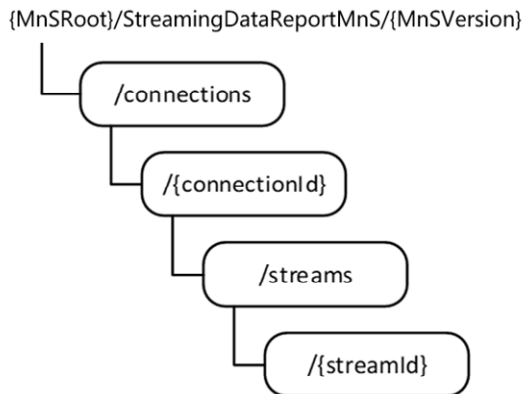 {MnSRoot}/StreamingDataReportMnS/{MnSVersion}
/connections
/{connectionId}
/streams
/{streamId}